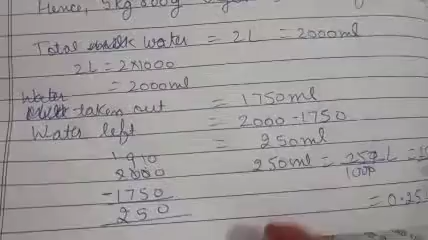 Hence, 5kg 800g
Total water = 2L = 2000ml
2L = 2×1000
= 2000ml
Water taken out = 1750ml
Water left = 2000-1750
= 250ml
1910
2000
-1750
250
250ml = 250 L =
1000
= 0.25